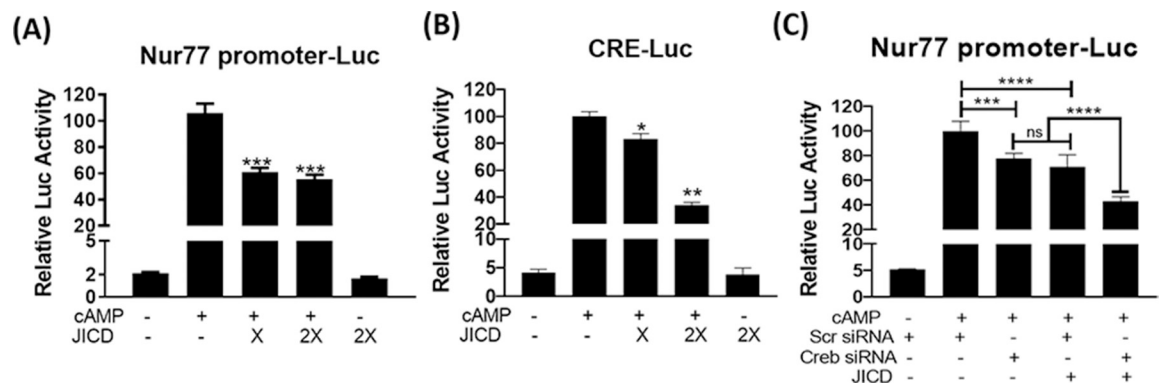 (A)
Nur77 promoter-Luc
Relative Luc Activity
120
100
80
60
40
20
5
2
0
*** ***
cAMP - + + + -
JICD - - X 2X 2X
(B)
CRE-Luc
Relative Luc Activity
120
100
80
60
40
20
10
5
0
*
**
cAMP - + + + -
JICD - - X 2X 2X
(C)
Nur77 promoter-Luc
Relative Luc Activity
120
100
80
60
40
20
10
5
0
****
*** ****
ns
cAMP - + + + +
Scr siRNA + + - + -
Creb siRNA - - + - +
JICD - - - + +